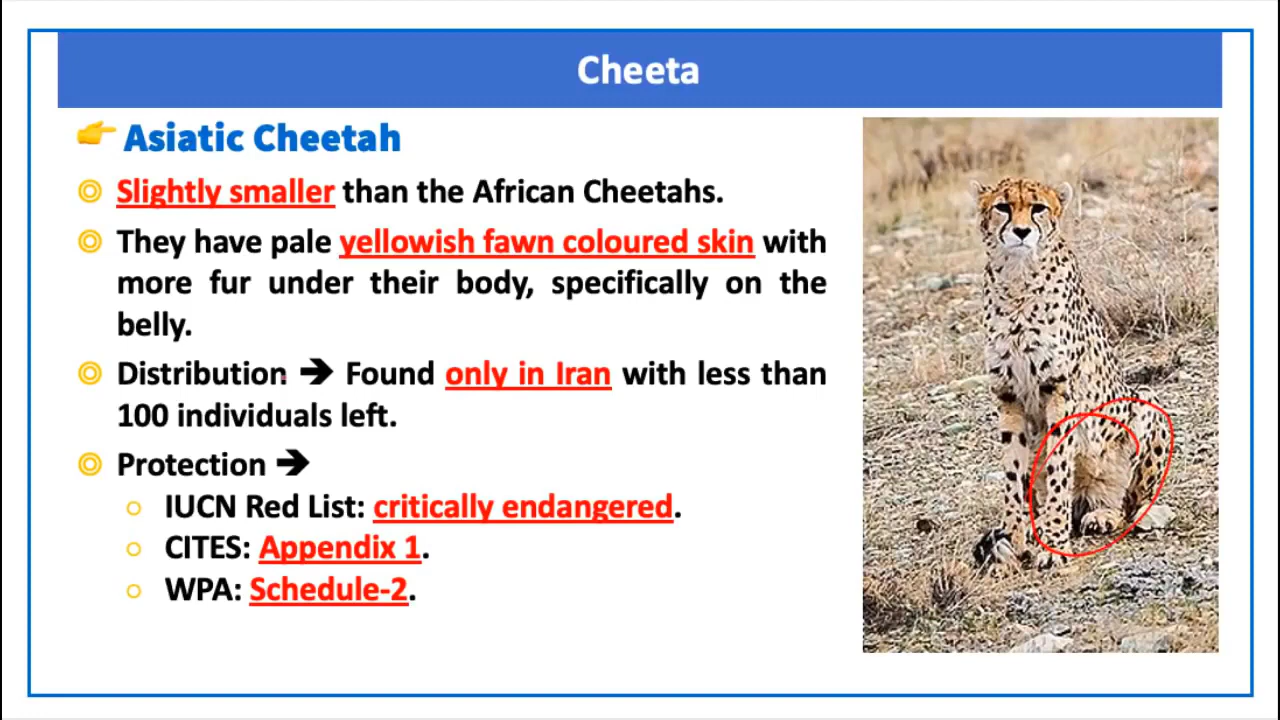 Cheeta
Asiatic Cheetah
Slightly smaller than the African Cheetahs.
They have pale yellowish fawn coloured skin with
more fur under their body, specifically on the
belly.
Distribution ➔ Found only in Iran with less than
100 individuals left.
Protection ➔
IUCN Red List: critically endangered.
CITES: Appendix 1.
WPA: Schedule-2.